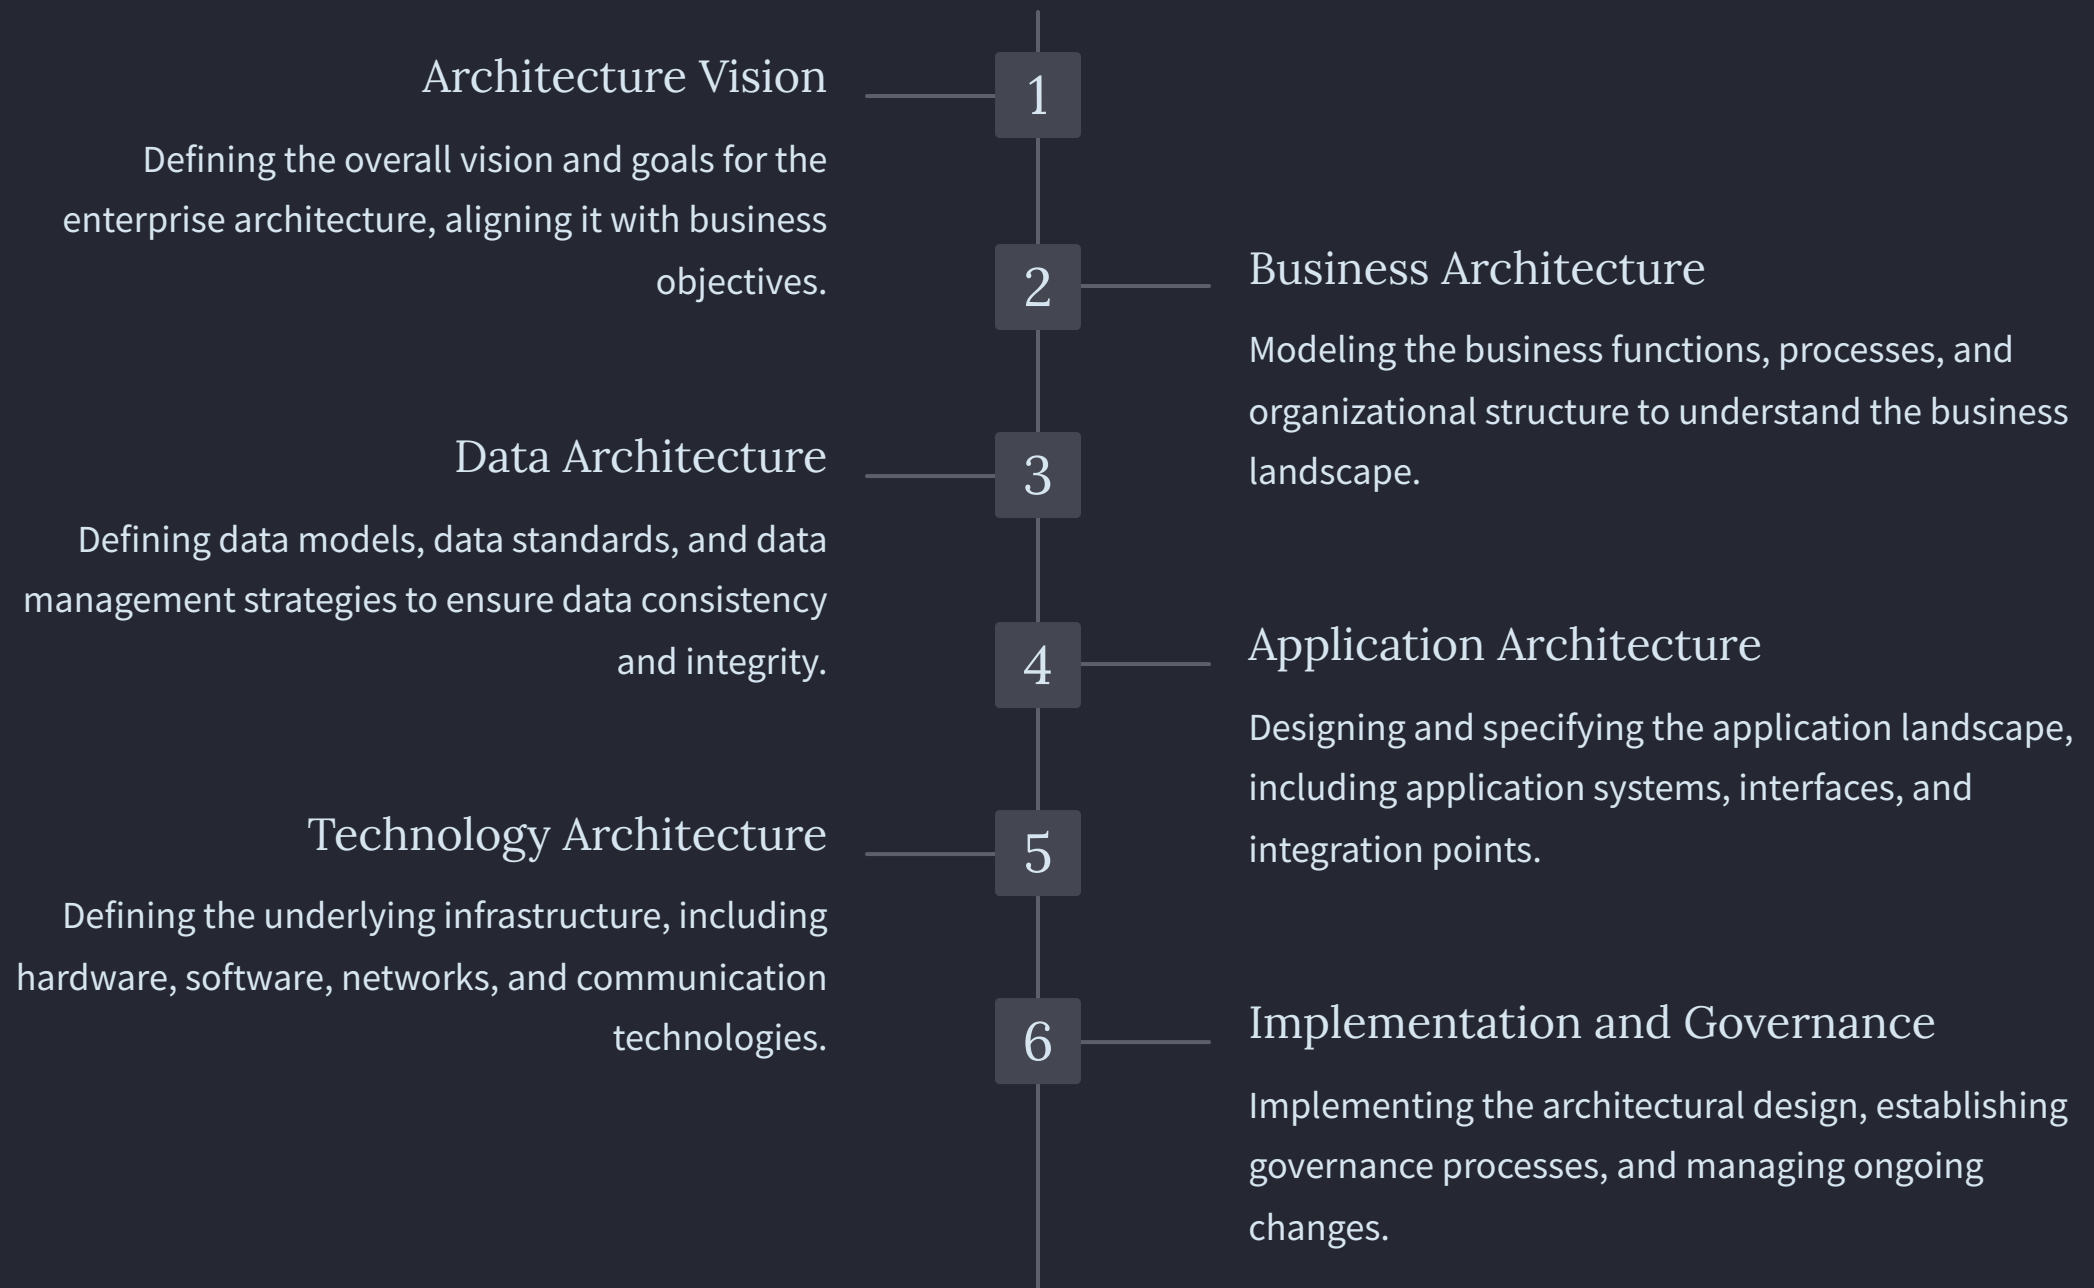 1
Architecture Vision
Defining the overall vision and goals for the
enterprise architecture, aligning it with business
objectives.
2
Business Architecture
Modeling the business functions, processes, and
organizational structure to understand the business
landscape.
3
Data Architecture
Defining data models, data standards, and data
management strategies to ensure data consistency
and integrity.
4
Application Architecture
Designing and specifying the application landscape,
including application systems, interfaces, and
integration points.
5
Technology Architecture
Defining the underlying infrastructure, including
hardware, software, networks, and communication
technologies.
6
Implementation and Governance
Implementing the architectural design, establishing
governance processes, and managing ongoing
changes.